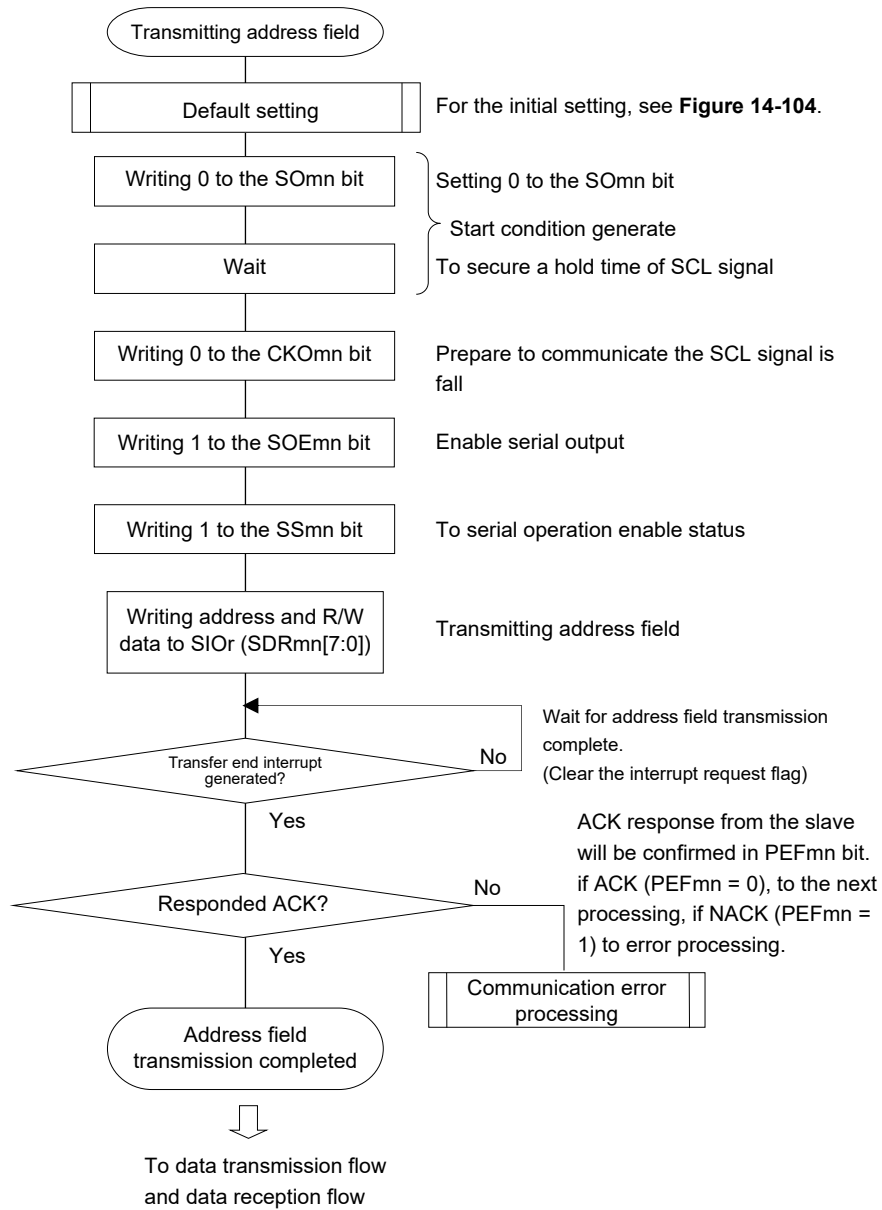 Transmitting address field
Default setting
For the initial setting, see Figure 14-104.
Writing 0 to the SOmn bit
Setting 0 to the SOmn bit
Start condition generate
Wait
To secure a hold time of SCL signal
Writing 0 to the CKOmn bit
Prepare to communicate the SCL signal is
fall
Writing 1 to the SOEmn bit
Enable serial output
Writing 1 to the SSmn bit
To serial operation enable status
Writing address and R/W
data to SIOr (SDRmn[7:0])
Transmitting address field
Transfer end interrupt
generated?
No
Wait for address field transmission
complete.
(Clear the interrupt request flag)
Yes
Responded ACK?
No
ACK response from the slave
will be confirmed in PEFmn bit.
if ACK (PEFmn = 0), to the next
processing, if NACK (PEFmn =
1) to error processing.
Yes
Communication error
processing
Address field
transmission completed
To data transmission flow
and data reception flow